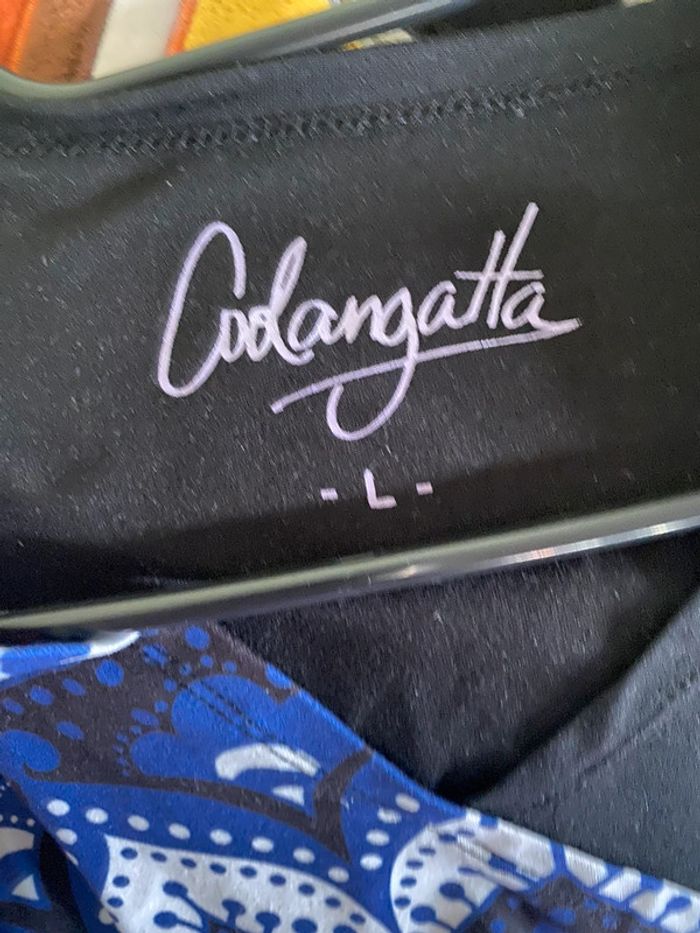 Coolangatta
- L -